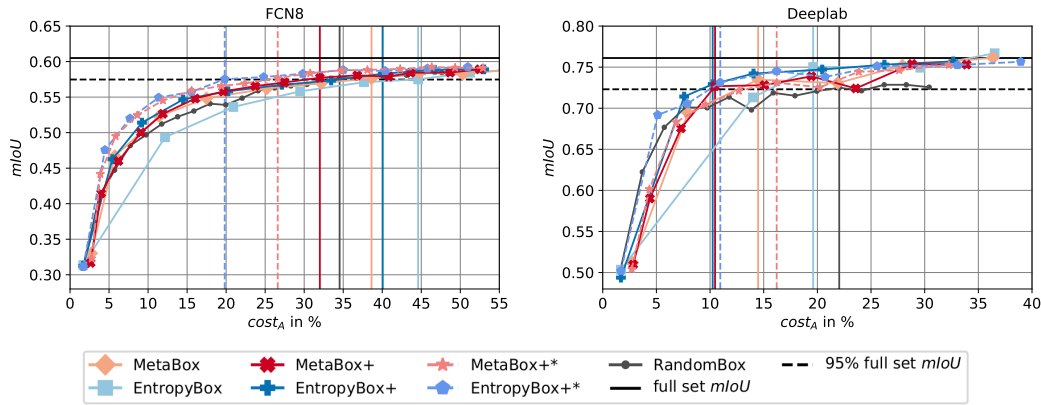 FCN8
0.65
0.60
0.55
0.50
0.45
0.40
0.35
0.30
mIoU
0 5 10 15 20 25 30 35 40 45 50 55
cost_A in %
Deeplab
0.80
0.75
0.70
0.65
0.60
0.55
0.50
mIoU
0 5 10 15 20 25 30 35 40
cost_A in %
MetaBox MetaBox+ MetaBox+* RandomBox 95% full set mIoU
EntropyBox EntropyBox+ EntropyBox+* full set mIoU